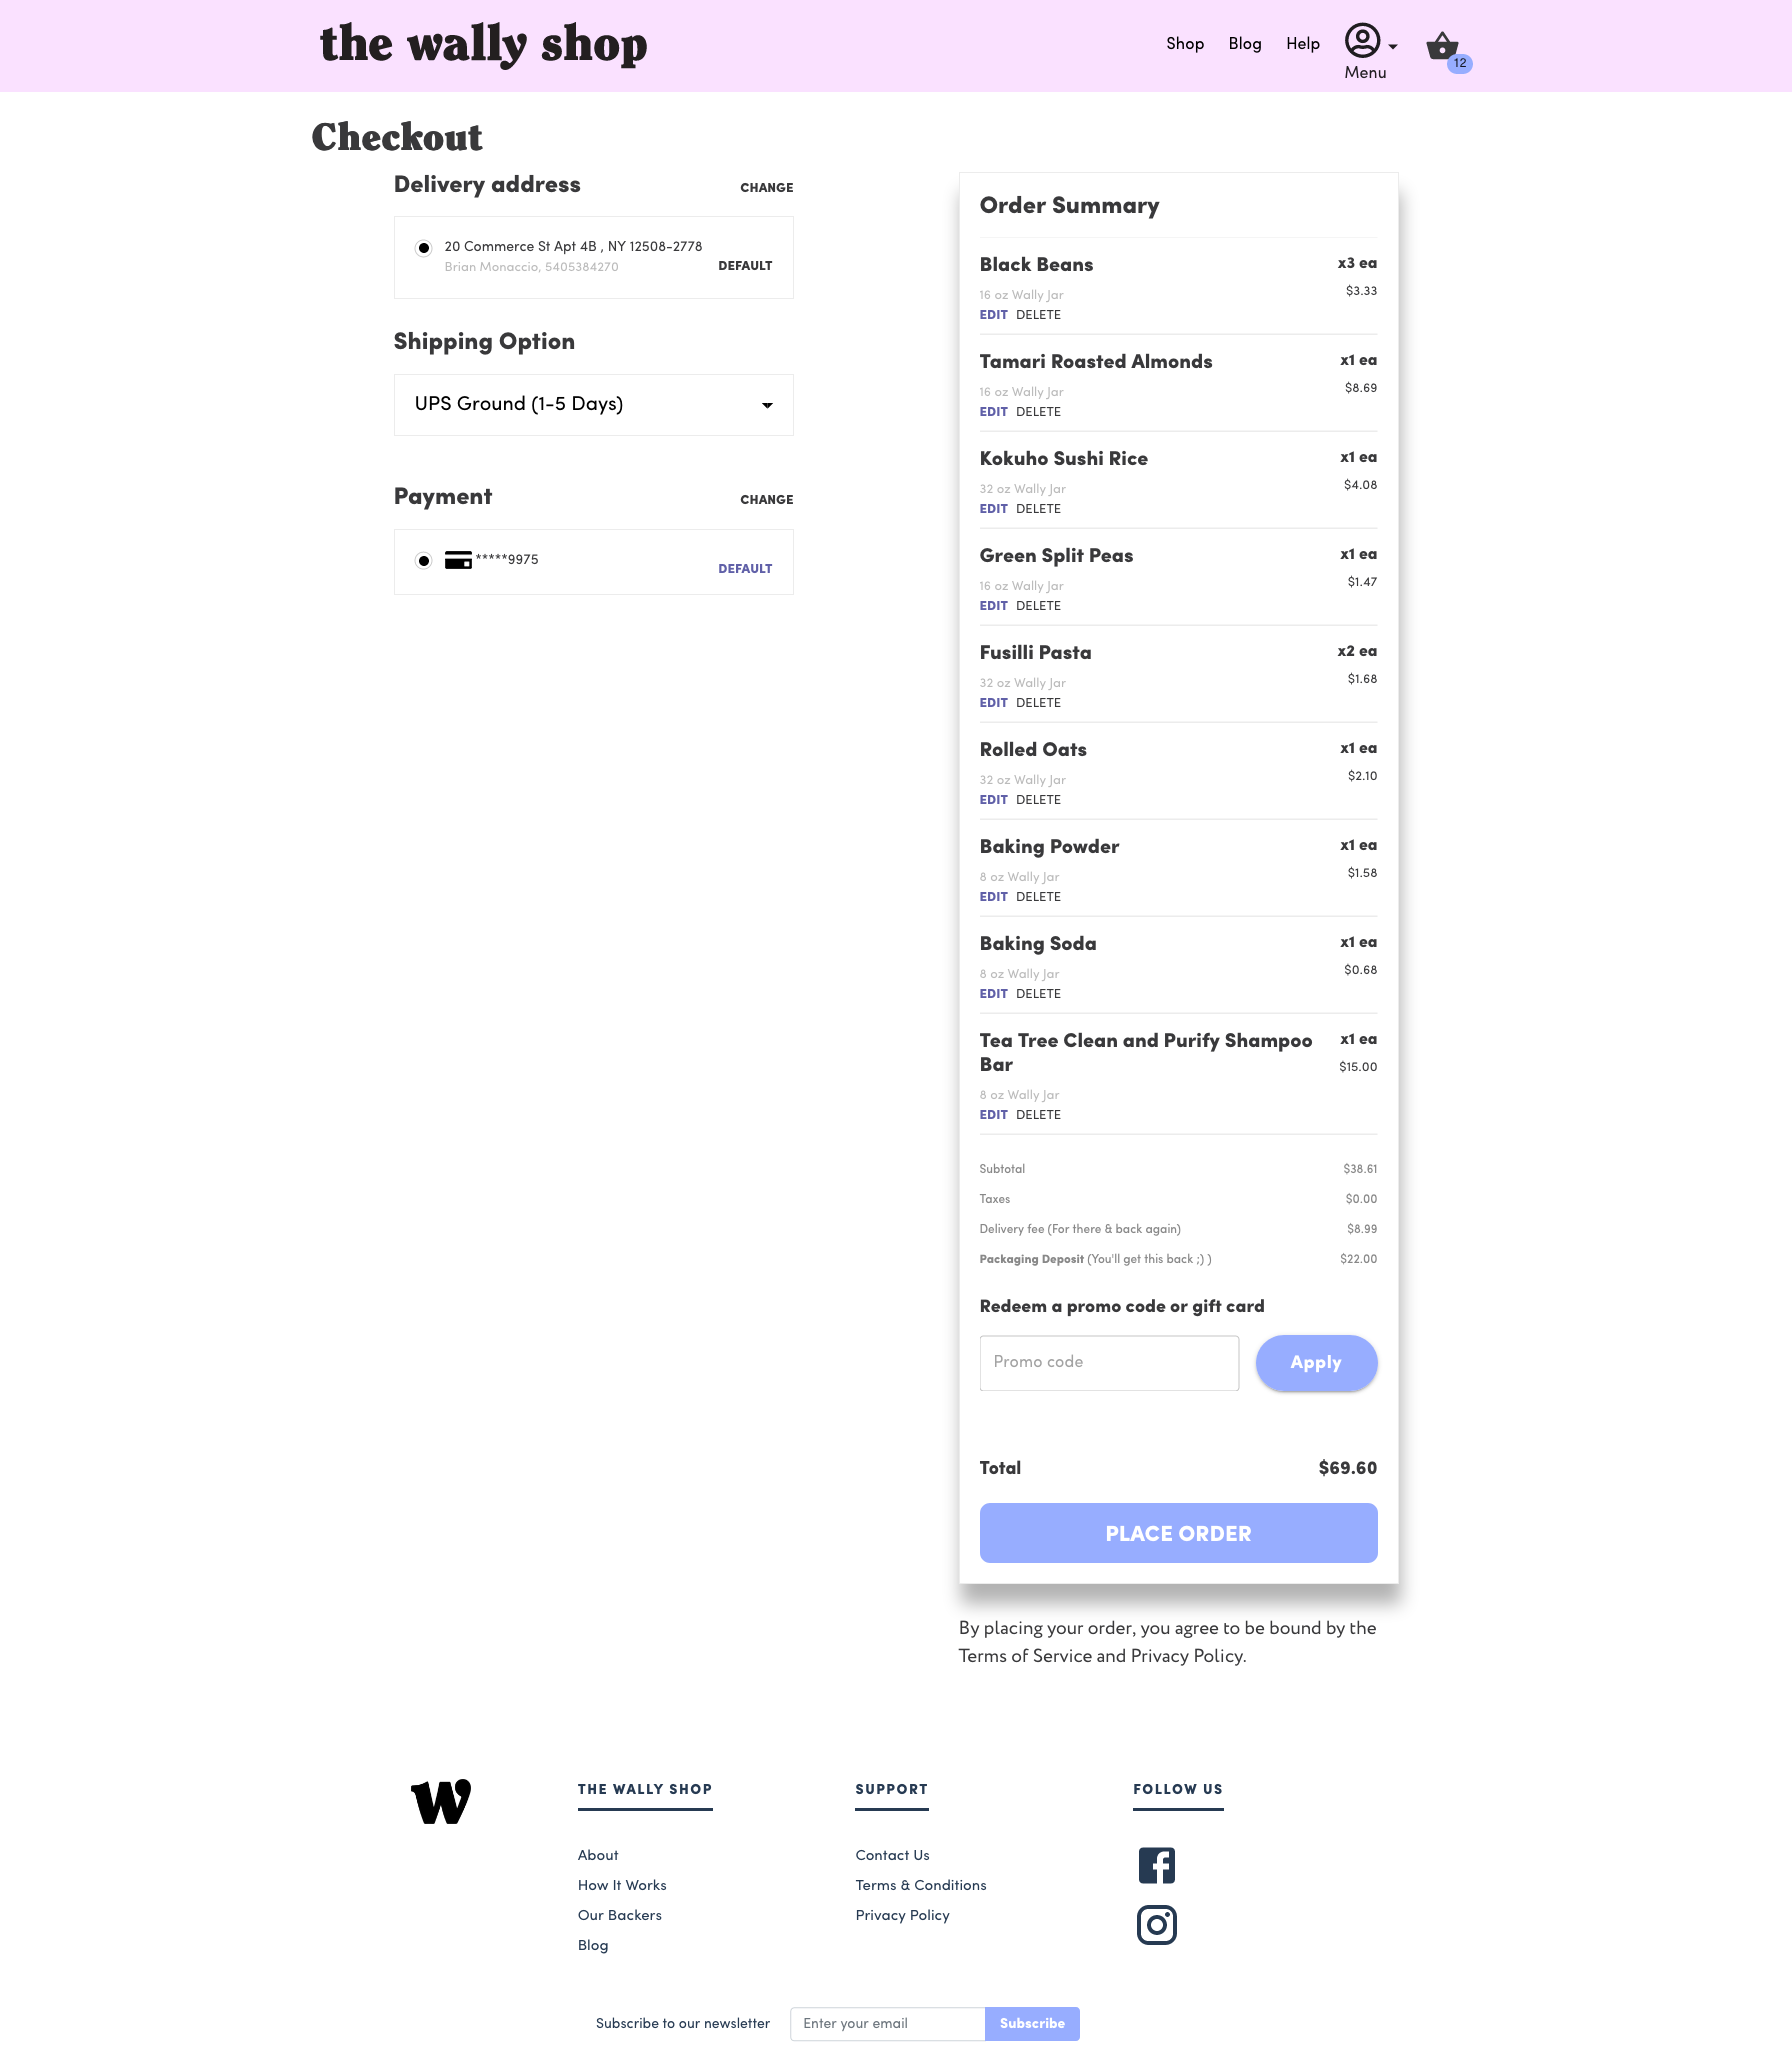 the wally shop
Shop Blog Help
Menu
12
Checkout
Delivery address CHANGE
20 Commerce St Apt 4B , NY 12508-2778
Brian Monaccio, 5405384270
DEFAULT
Shipping Option
UPS Ground (1-5 Days)
Payment CHANGE
*****9975
DEFAULT
Order Summary
Black Beans x3 ea
16 oz Wally Jar $3.33
EDIT DELETE
Tamari Roasted Almonds x1 ea
16 oz Wally Jar $8.69
EDIT DELETE
Kokuho Sushi Rice x1 ea
32 oz Wally Jar $4.08
EDIT DELETE
Green Split Peas x1 ea
16 oz Wally Jar $1.47
EDIT DELETE
Fusilli Pasta x2 ea
32 oz Wally Jar $1.68
EDIT DELETE
Rolled Oats x1 ea
32 oz Wally Jar $2.10
EDIT DELETE
Baking Powder x1 ea
8 oz Wally Jar $1.58
EDIT DELETE
Baking Soda x1 ea
8 oz Wally Jar $0.68
EDIT DELETE
Tea Tree Clean and Purify Shampoo x1 ea
Bar $15.00
8 oz Wally Jar
EDIT DELETE
Subtotal $38.61
Taxes $0.00
Delivery fee (For there & back again) $8.99
Packaging Deposit (You'll get this back ;) ) $22.00
Redeem a promo code or gift card
Promo code Apply
Total $69.60
PLACE ORDER
By placing your order, you agree to be bound by the
Terms of Service and Privacy Policy.
W
THE WALLY SHOP
About
How It Works
Our Backers
Blog
SUPPORT
Contact Us
Terms & Conditions
Privacy Policy
FOLLOW US
Subscribe to our newsletter Enter your email Subscribe